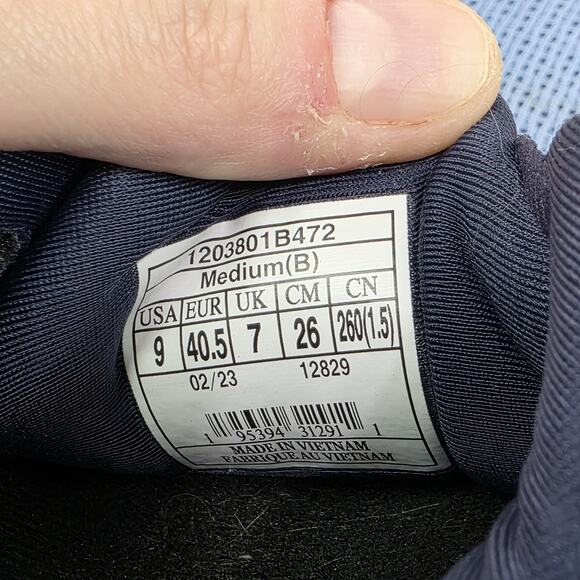 1203801B472
Medium(B)
USA EUR UK CM CN
9 40.5 7 26 260(1.5)
02/23 12829
1 95394 31291 1
MADE IN VIETNAM
FABRIQUE AU VIETNAM